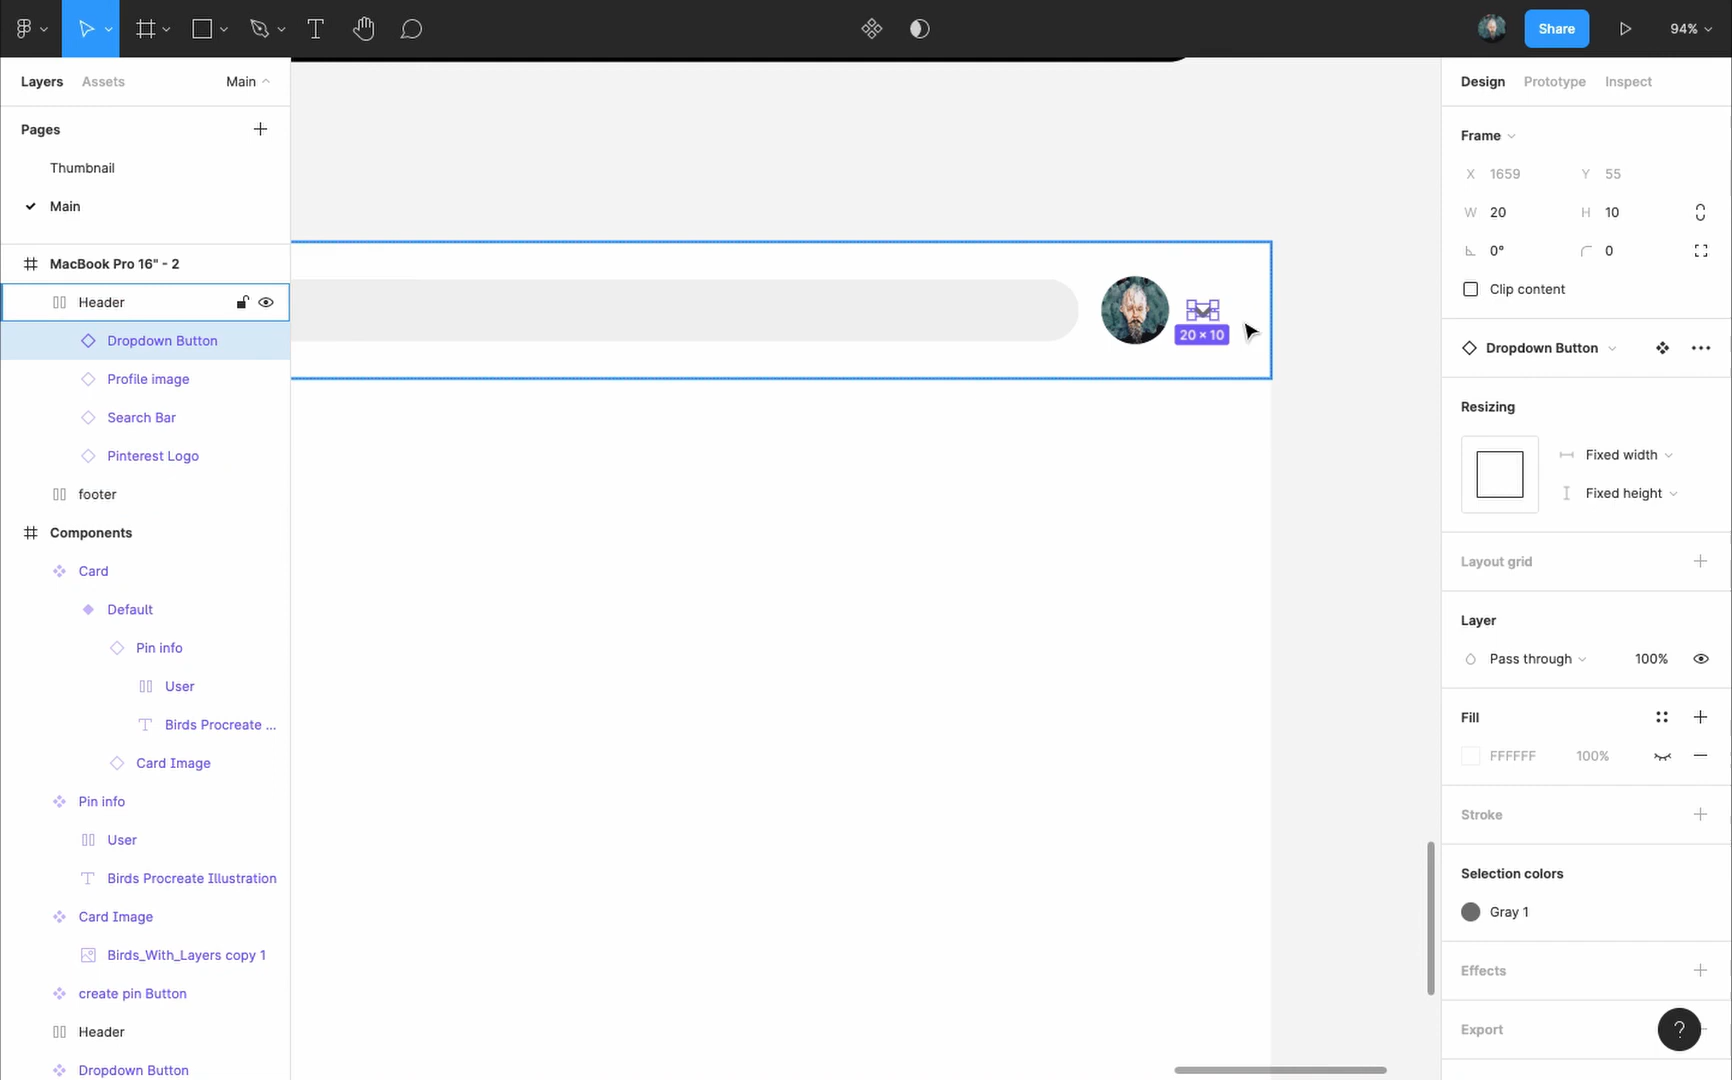 Share
94%
Layers Assets Main
Pages
Thumbnail
Main
MacBook Pro 16" - 2
Header
Dropdown Button
Profile image
Search Bar
Pinterest Logo
footer
Components
Card
Default
Pin info
User
Birds Procreate ...
Card Image
Pin info
User
Birds Procreate Illustration
Card Image
Birds_With_Layers copy 1
create pin Button
Header
Dropdown Button
20 × 10
Design Prototype Inspect
Frame
X 1659 Y 55
W 20 H 10
0° 0
Clip content
Dropdown Button
Resizing
Fixed width
Fixed height
Layout grid
Layer
Pass through 100%
Fill
FFFFFF 100%
Stroke
Selection colors
Gray 1
Effects
Export
?